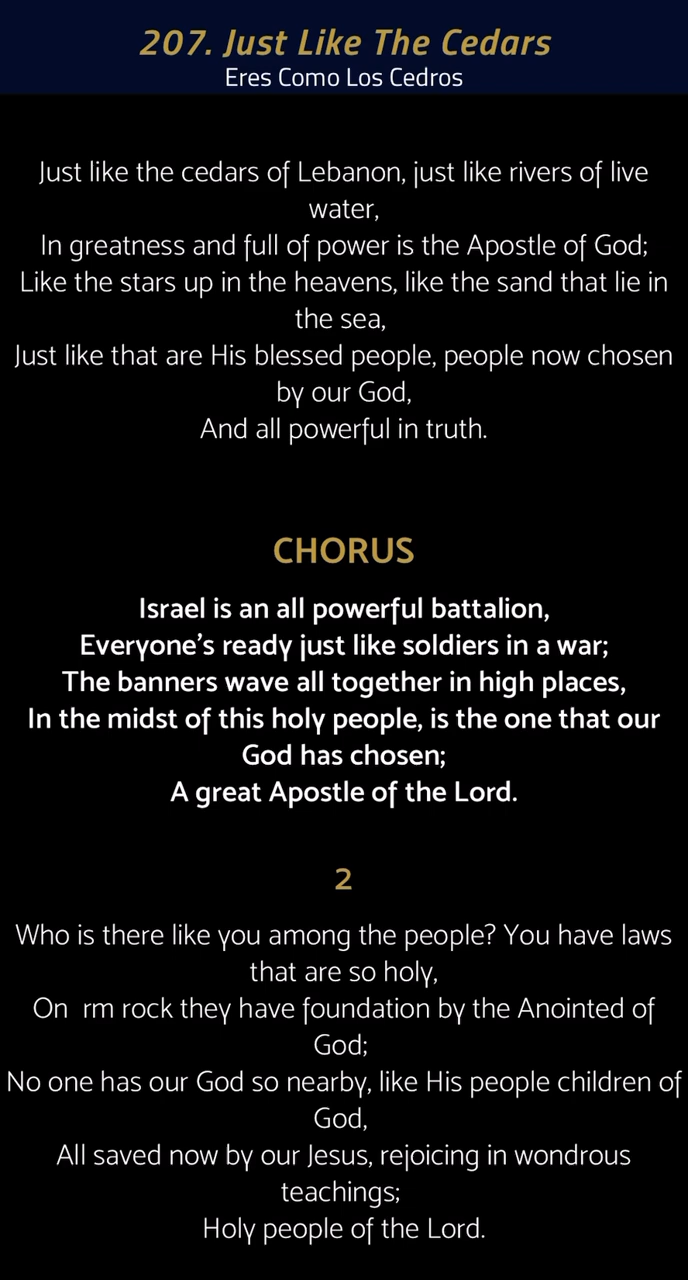 207. Just Like The Cedars
Eres Como Los Cedros
Just like the cedars of Lebanon, just like rivers of live
water,
In greatness and full of power is the Apostle of God;
Like the stars up in the heavens, like the sand that lie in
the sea,
Just like that are His blessed people, people now chosen
by our God,
And all powerful in truth.
CHORUS
Israel is an all powerful battalion,
Everyone's ready just like soldiers in a war;
The banners wave all together in high places,
In the midst of this holy people, is the one that our
God has chosen;
A great Apostle of the Lord.
2
Who is there like you among the people? You have laws
that are so holy,
On  rm rock they have foundation by the Anointed of
God;
No one has our God so nearby, like His people children of
God,
All saved now by our Jesus, rejoicing in wondrous
teachings;
Holy people of the Lord.